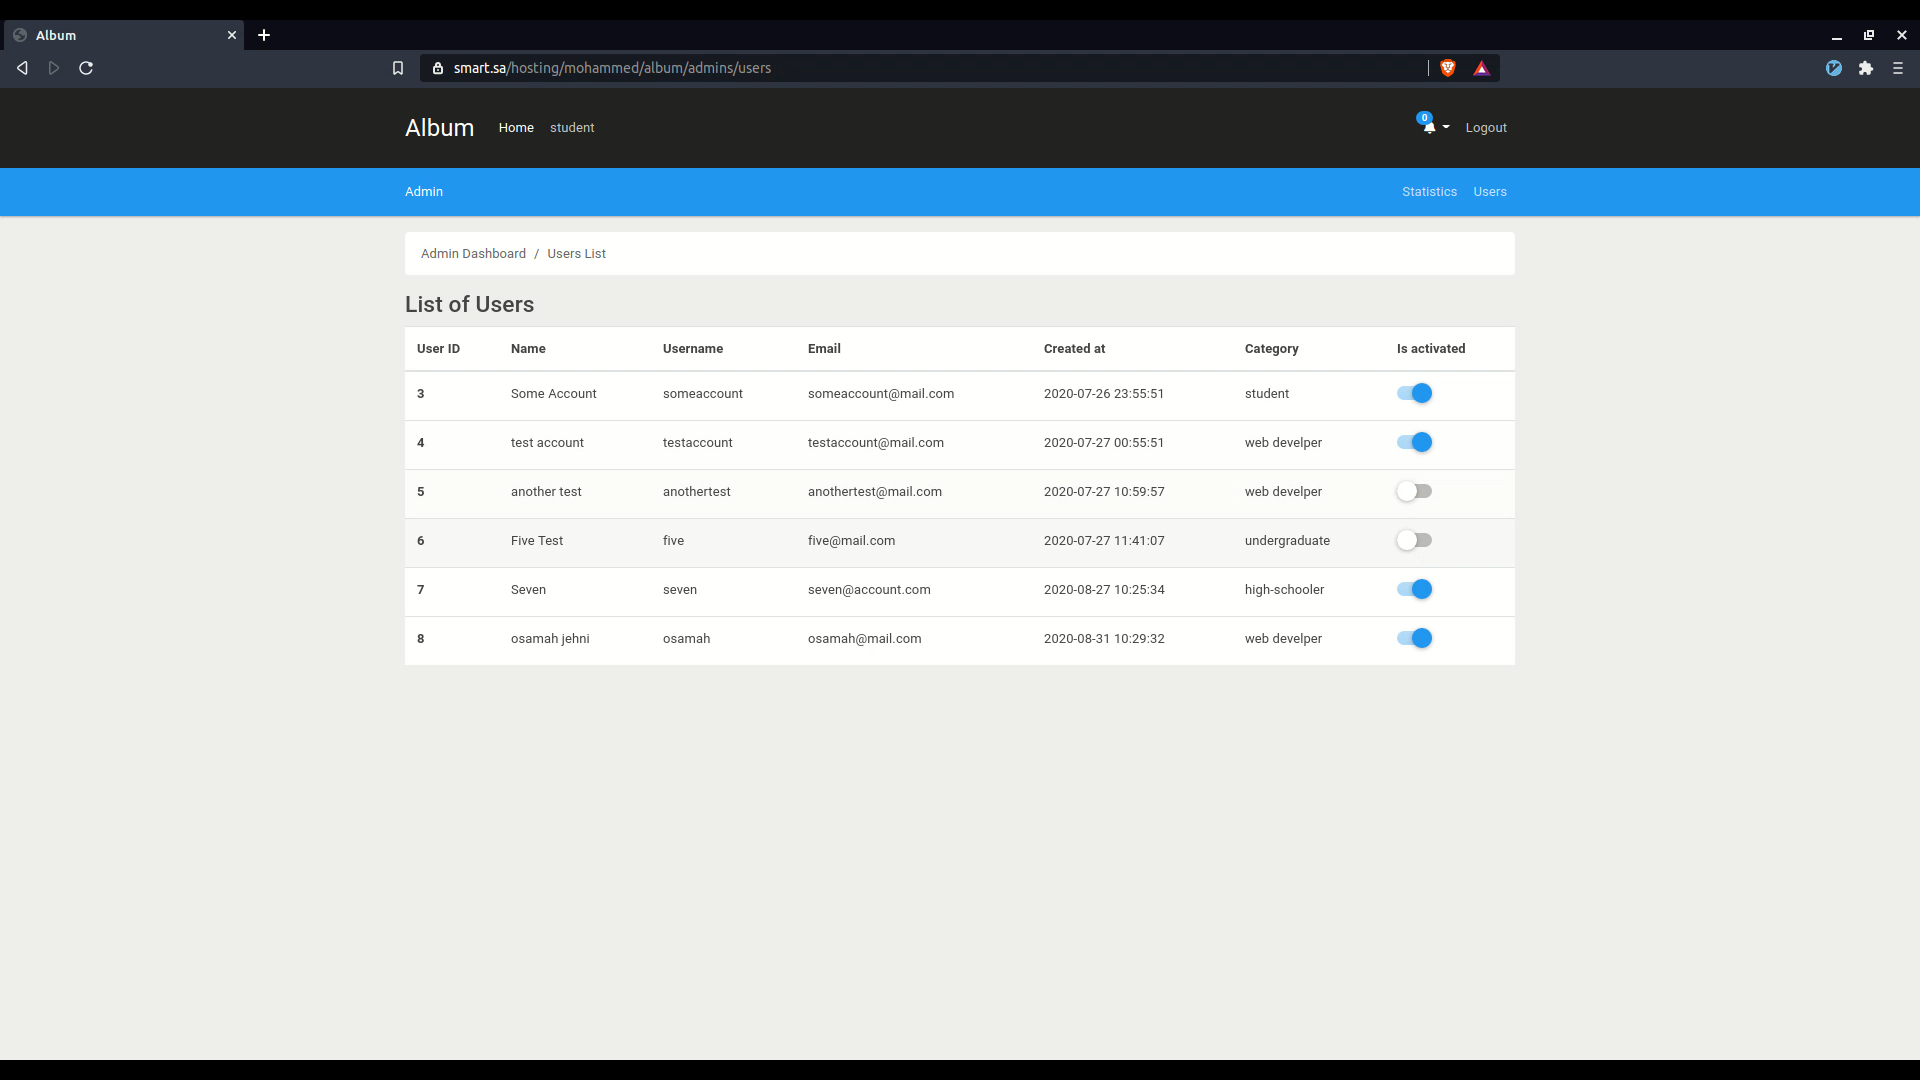 Album
smart.sa/hosting/mohammed/album/admins/users
Album Home student 0 Logout
Admin Statistics Users
Admin Dashboard / Users List
List of Users
User ID Name Username Email Created at Category Is activated
3 Some Account someaccount someaccount@mail.com 2020-07-26 23:55:51 student
4 test account testaccount testaccount@mail.com 2020-07-27 00:55:51 web develper
5 another test anothertest anothertest@mail.com 2020-07-27 10:59:57 web develper
6 Five Test five five@mail.com 2020-07-27 11:41:07 undergraduate
7 Seven seven seven@account.com 2020-08-27 10:25:34 high-schooler
8 osamah jehni osamah osamah@mail.com 2020-08-31 10:29:32 web develper